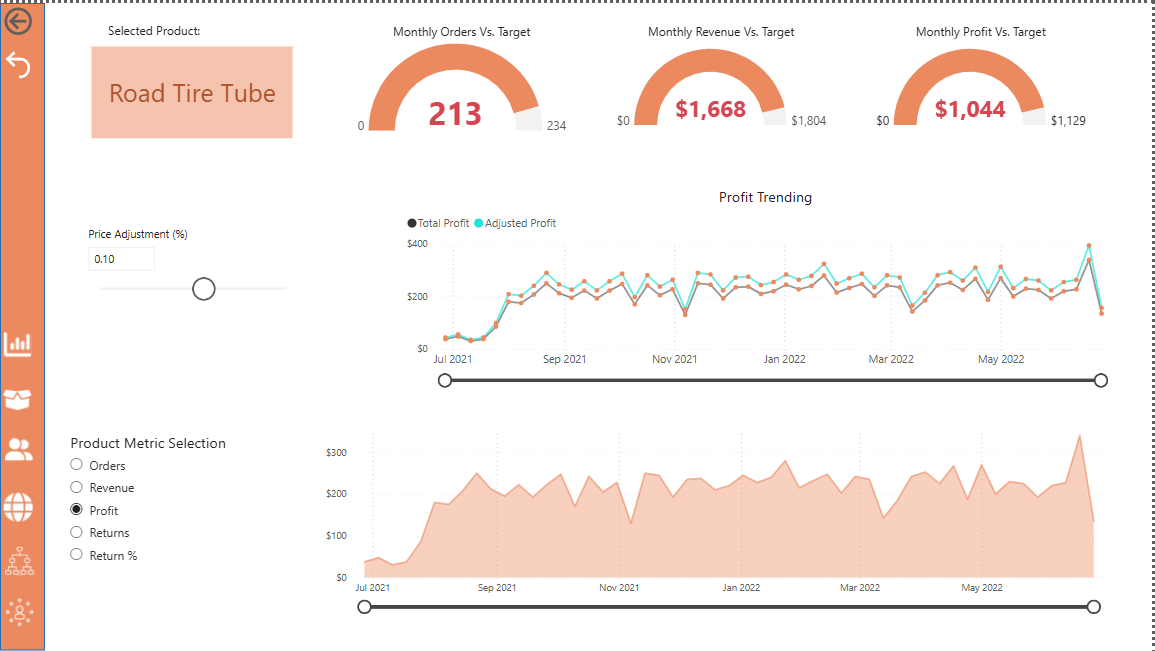 Selected Product:
Road Tire Tube
Monthly Orders Vs. Target
213
0
234
Monthly Revenue Vs. Target
$1,668
$0
$1,804
Monthly Profit Vs. Target
$1,044
$0
$1,129
Price Adjustment (%)
0.10
Profit Trending
Total Profit Adjusted Profit
$400
$200
$0
Jul 2021 Sep 2021 Nov 2021 Jan 2022 Mar 2022 May 2022
Product Metric Selection
Orders
Revenue
Profit
Returns
Return %
$300
$200
$100
$0
Jul 2021 Sep 2021 Nov 2021 Jan 2022 Mar 2022 May 2022